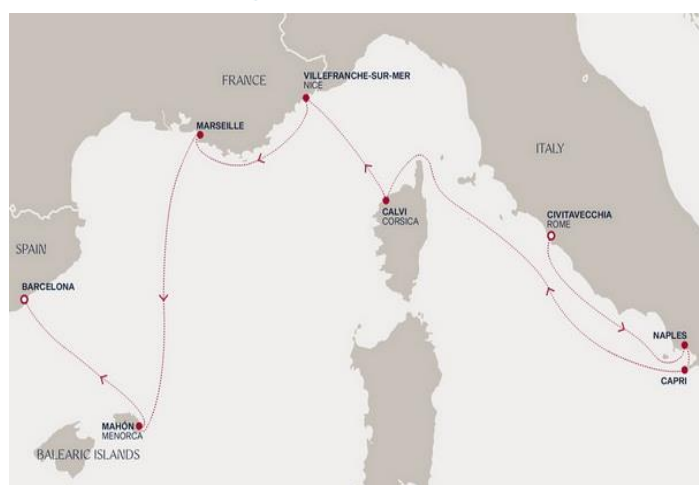 FRANCE
VILLEFRANCHE-SUR-MER
NICE
MARSEILLE
ITALY
CALVI
CORSICA
CIVITAVECCHIA
ROME
SPAIN
BARCELONA
NAPLES
CAPRI
MAHÓN
MENORCA
BALEARIC ISLANDS